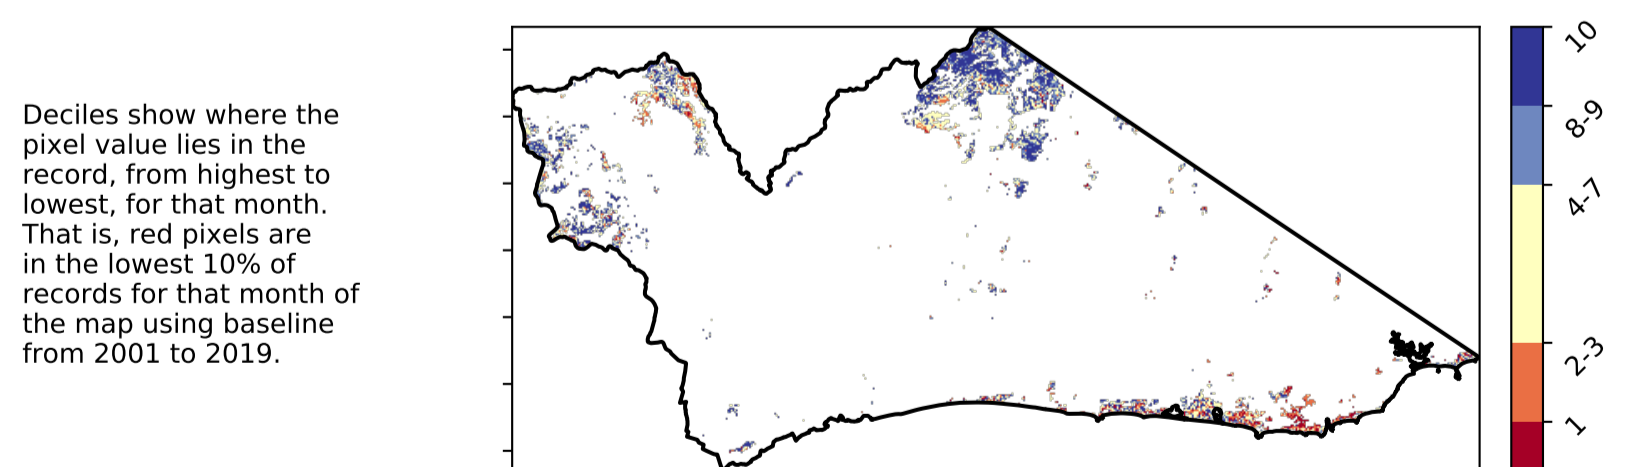 Deciles show where the
pixel value lies in the
record, from highest to
lowest, for that month.
That is, red pixels are
in the lowest 10% of
records for that month of
the map using baseline
from 2001 to 2019.
10
8-9
4-7
2-3
1